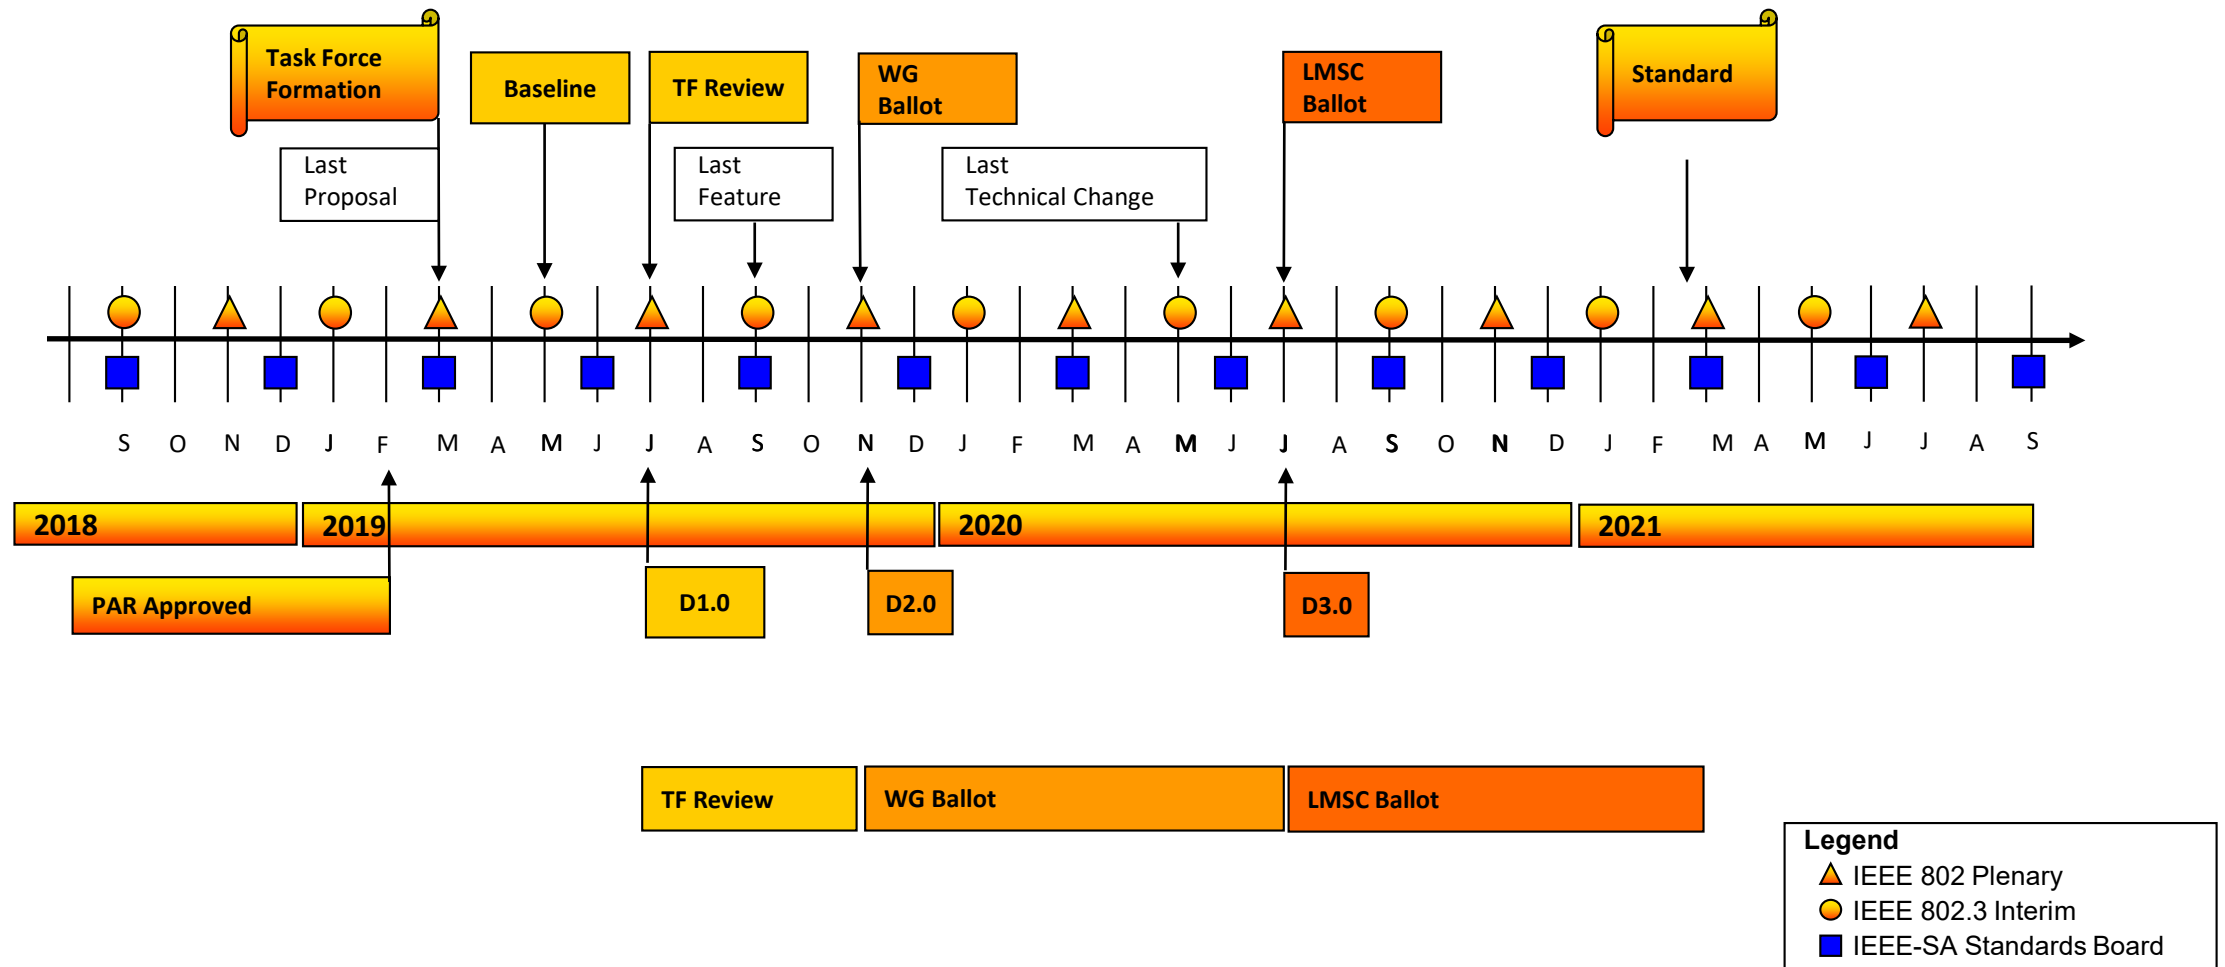 Task Force
Formation
Baseline
TF Review
WG
Ballot
LMSC
Ballot
Standard
Last
Proposal
Last
Feature
Last
Technical Change
S O N D J F M A M J J A S O N D J F M A M J J A S O N D J F M A M J J A S
2018
2019
2020
2021
PAR Approved
D1.0
D2.0
D3.0
TF Review
WG Ballot
LMSC Ballot
Legend
IEEE 802 Plenary
IEEE 802.3 Interim
IEEE-SA Standards Board